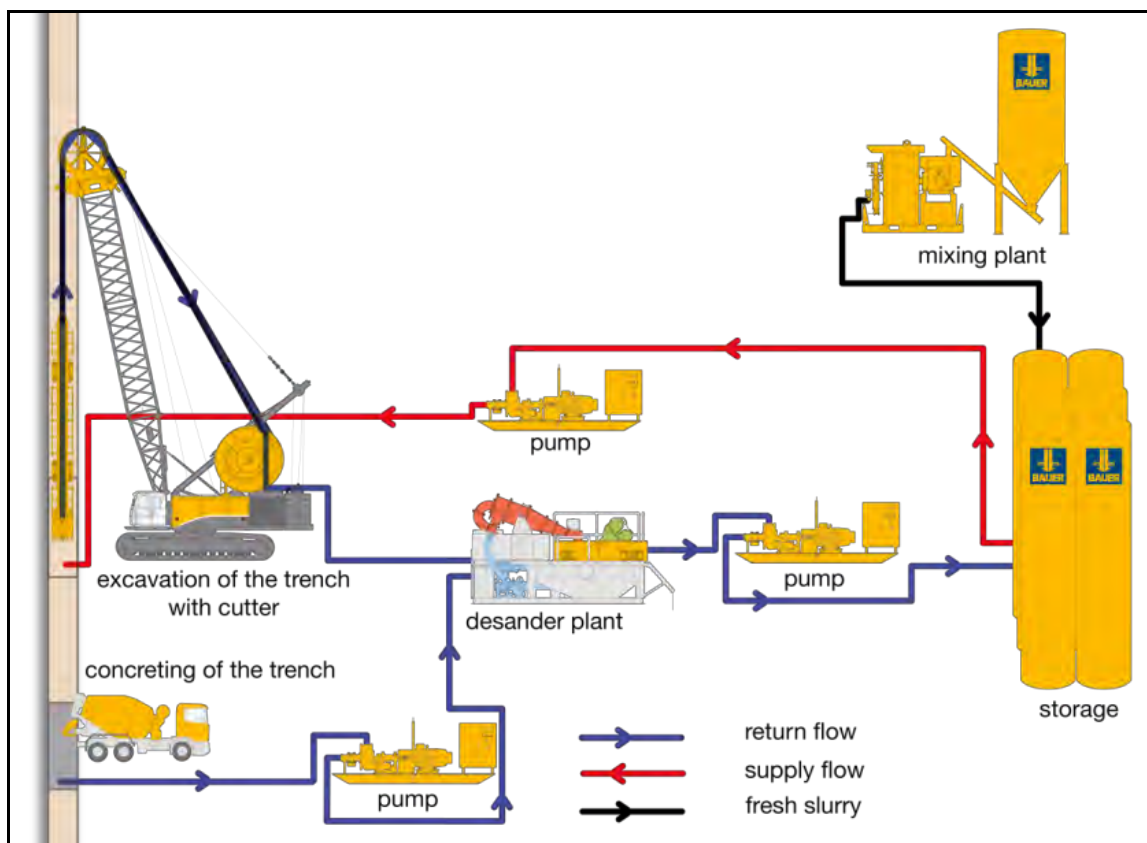 BAUER
mixing plant
pump
BAUER
BAUER
excavation of the trench
with cutter
pump
desander plant
concreting of the trench
storage
return flow
supply flow
fresh slurry
pump